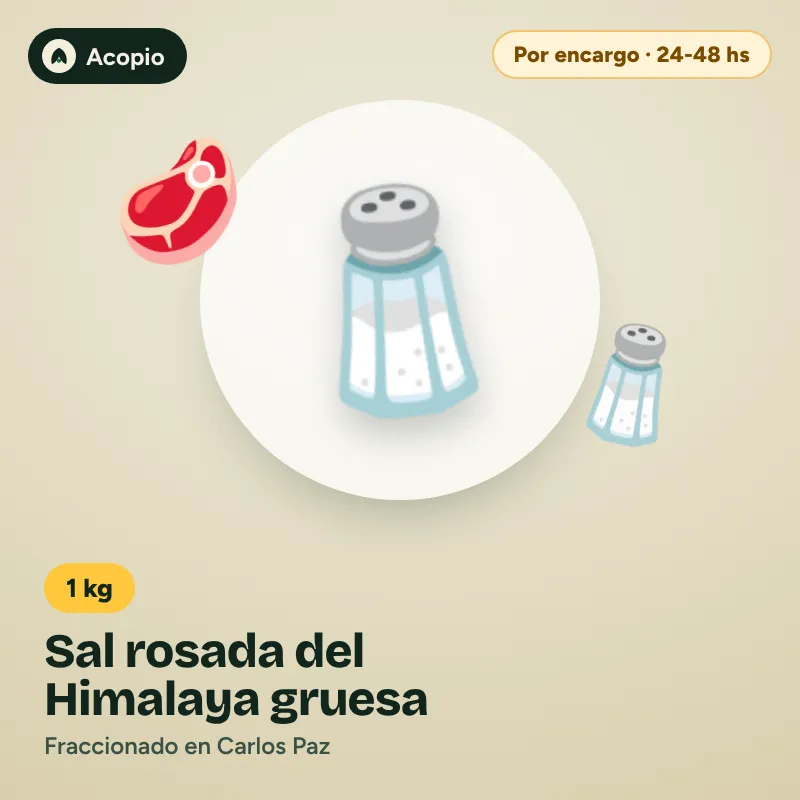 Acopio
Por encargo · 24-48 hs
1 kg
Sal rosada del
Himalaya gruesa
Fraccionado en Carlos Paz